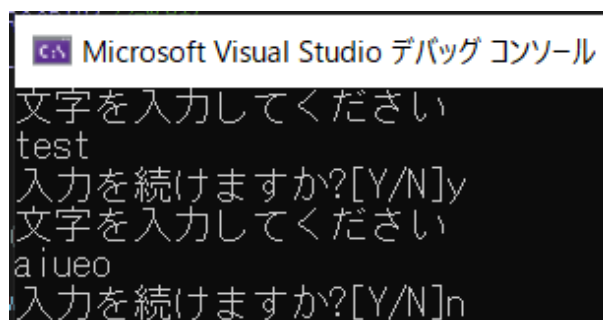 Microsoft Visual Studio デバッグ コンソール
文字を入力してください
test
入力を続けますか?[Y/N]y
文字を入力してください
aiueo
入力を続けますか?[Y/N]n